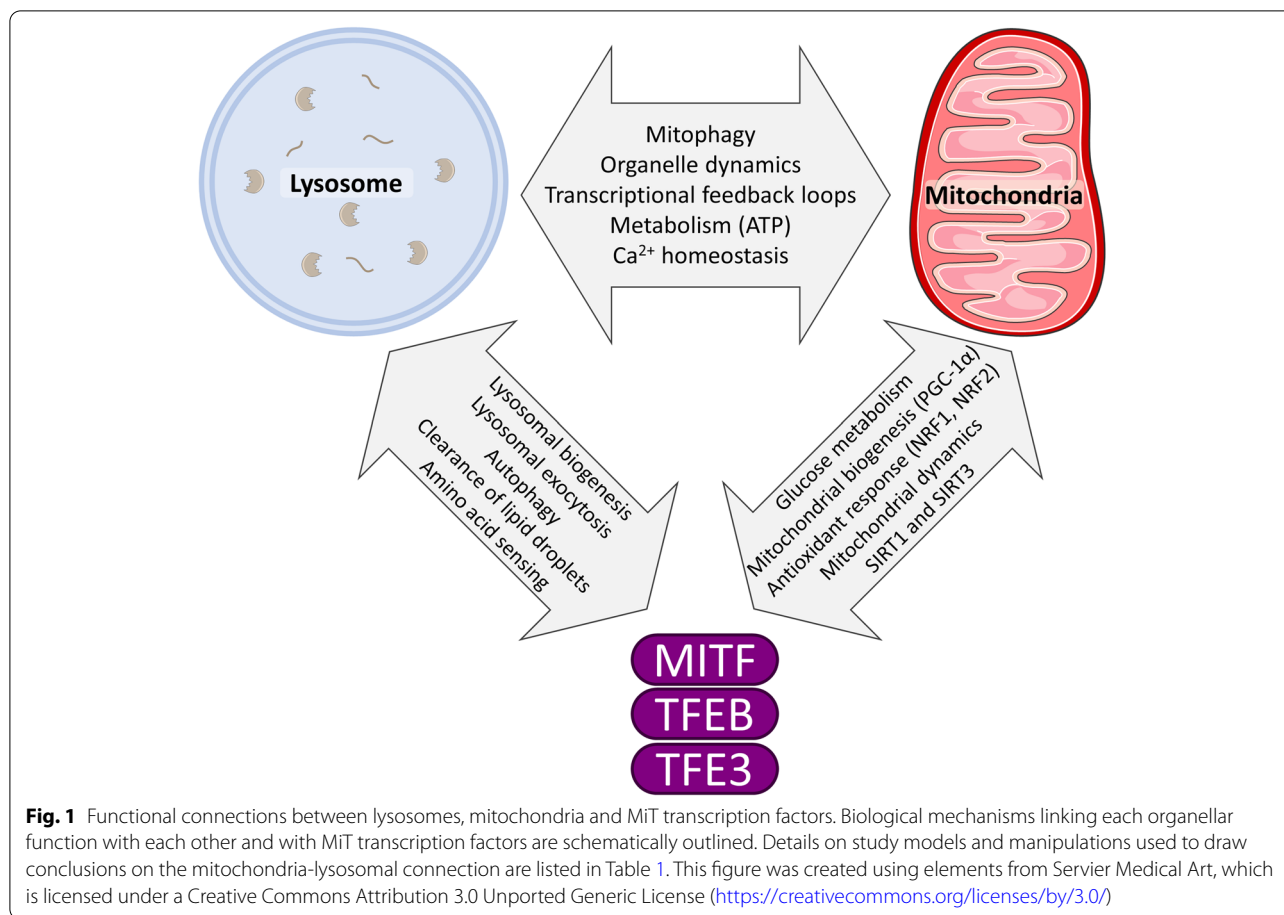 Lysosome
Mitophagy
Organelle dynamics
Transcriptional feedback loops
Metabolism (ATP)
Ca²⁺ homeostasis
Mitochondria
Lysosomal biogenesis
Lysosomal exocytosis
Autophagy
Clearance of lipid droplets
Amino acid sensing
Glucose metabolism
Mitochondrial biogenesis (PGC-1α)
Antioxidant response (NRF1, NRF2)
Mitochondrial dynamics
SIRT1 and SIRT3
MITF
TFEB
TFE3
Fig. 1 Functional connections between lysosomes, mitochondria and MiT transcription factors. Biological mechanisms linking each organellar
function with each other and with MiT transcription factors are schematically outlined. Details on study models and manipulations used to draw
conclusions on the mitochondria-lysosomal connection are listed in Table 1. This figure was created using elements from Servier Medical Art, which
is licensed under a Creative Commons Attribution 3.0 Unported Generic License (https://creativecommons.org/licenses/by/3.0/)